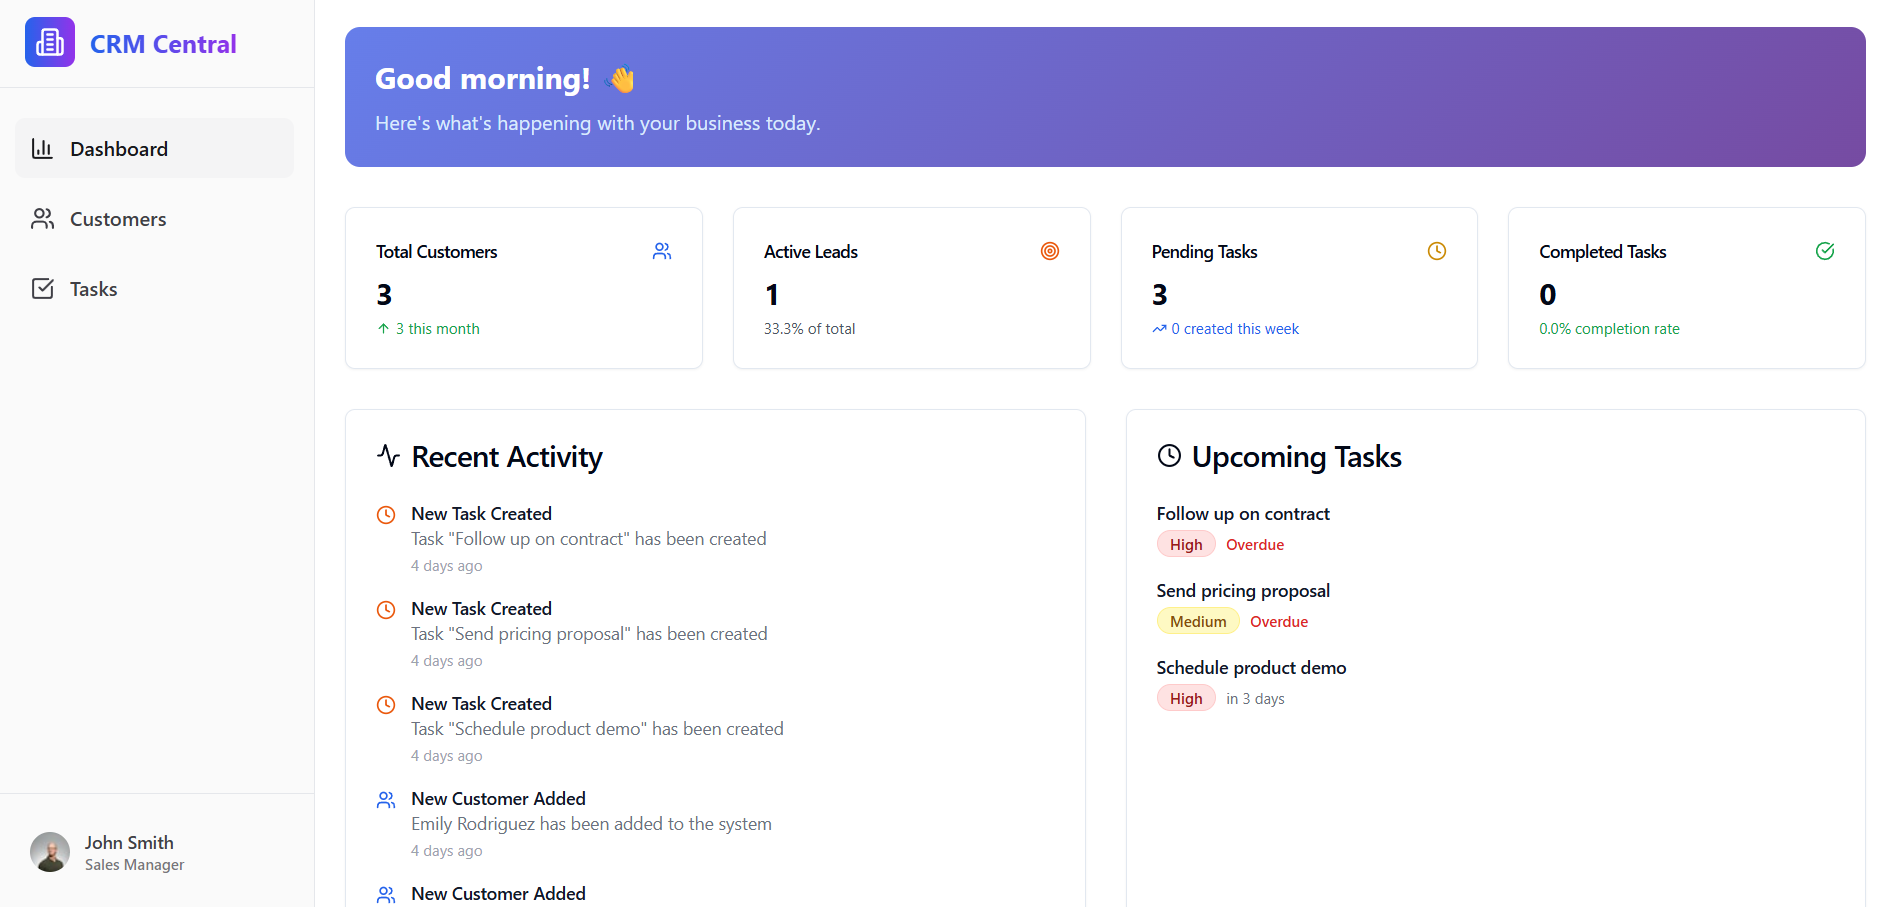 CRM Central
Dashboard
Customers
Tasks
John Smith
Sales Manager
Good morning! 👋
Here's what's happening with your business today.
Total Customers
3
3 this month
Active Leads
1
33.3% of total
Pending Tasks
3
0 created this week
Completed Tasks
0
0.0% completion rate
Recent Activity
New Task Created
Task "Follow up on contract" has been created
4 days ago
New Task Created
Task "Send pricing proposal" has been created
4 days ago
New Task Created
Task "Schedule product demo" has been created
4 days ago
New Customer Added
Emily Rodriguez has been added to the system
4 days ago
New Customer Added
Upcoming Tasks
Follow up on contract
High Overdue
Send pricing proposal
Medium Overdue
Schedule product demo
High in 3 days